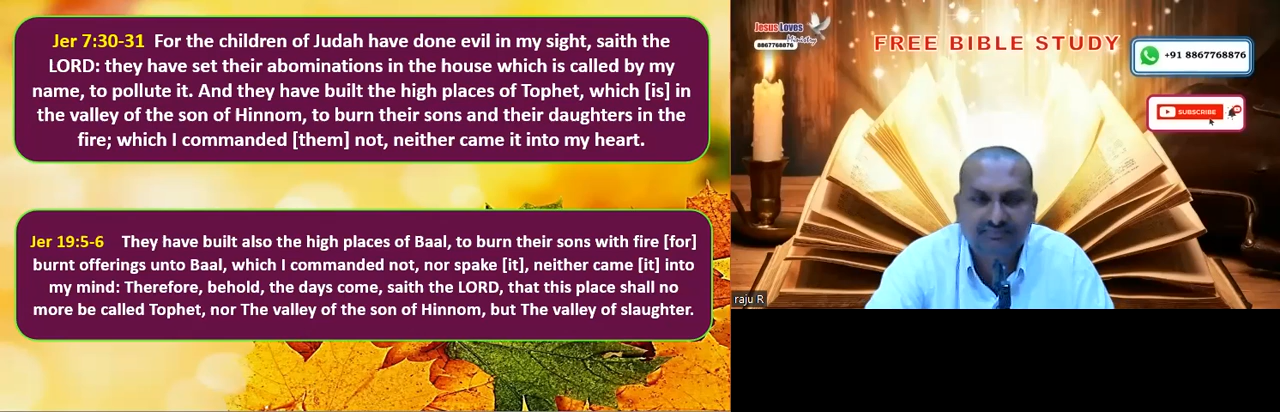 Jer 7:30-31 For the children of Judah have done evil in my sight, saith the
LORD: they have set their abominations in the house which is called by my
name, to pollute it. And they have built the high places of Tophet, which [is] in
the valley of the son of Hinnom, to burn their sons and their daughters in the
fire; which I commanded [them] not, neither came it into my heart.
Jer 19:5-6 They have built also the high places of Baal, to burn their sons with fire [for]
burnt offerings unto Baal, which I commanded not, nor spake [it], neither came [it] into
my mind: Therefore, behold, the days come, saith the LORD, that this place shall no
more be called Tophet, nor The valley of the son of Hinnom, but The valley of slaughter.
Jesus Loves
Ministry
8867768876
FREE BIBLE STUDY
+91 8867768876
SUBSCRIBE
raju R